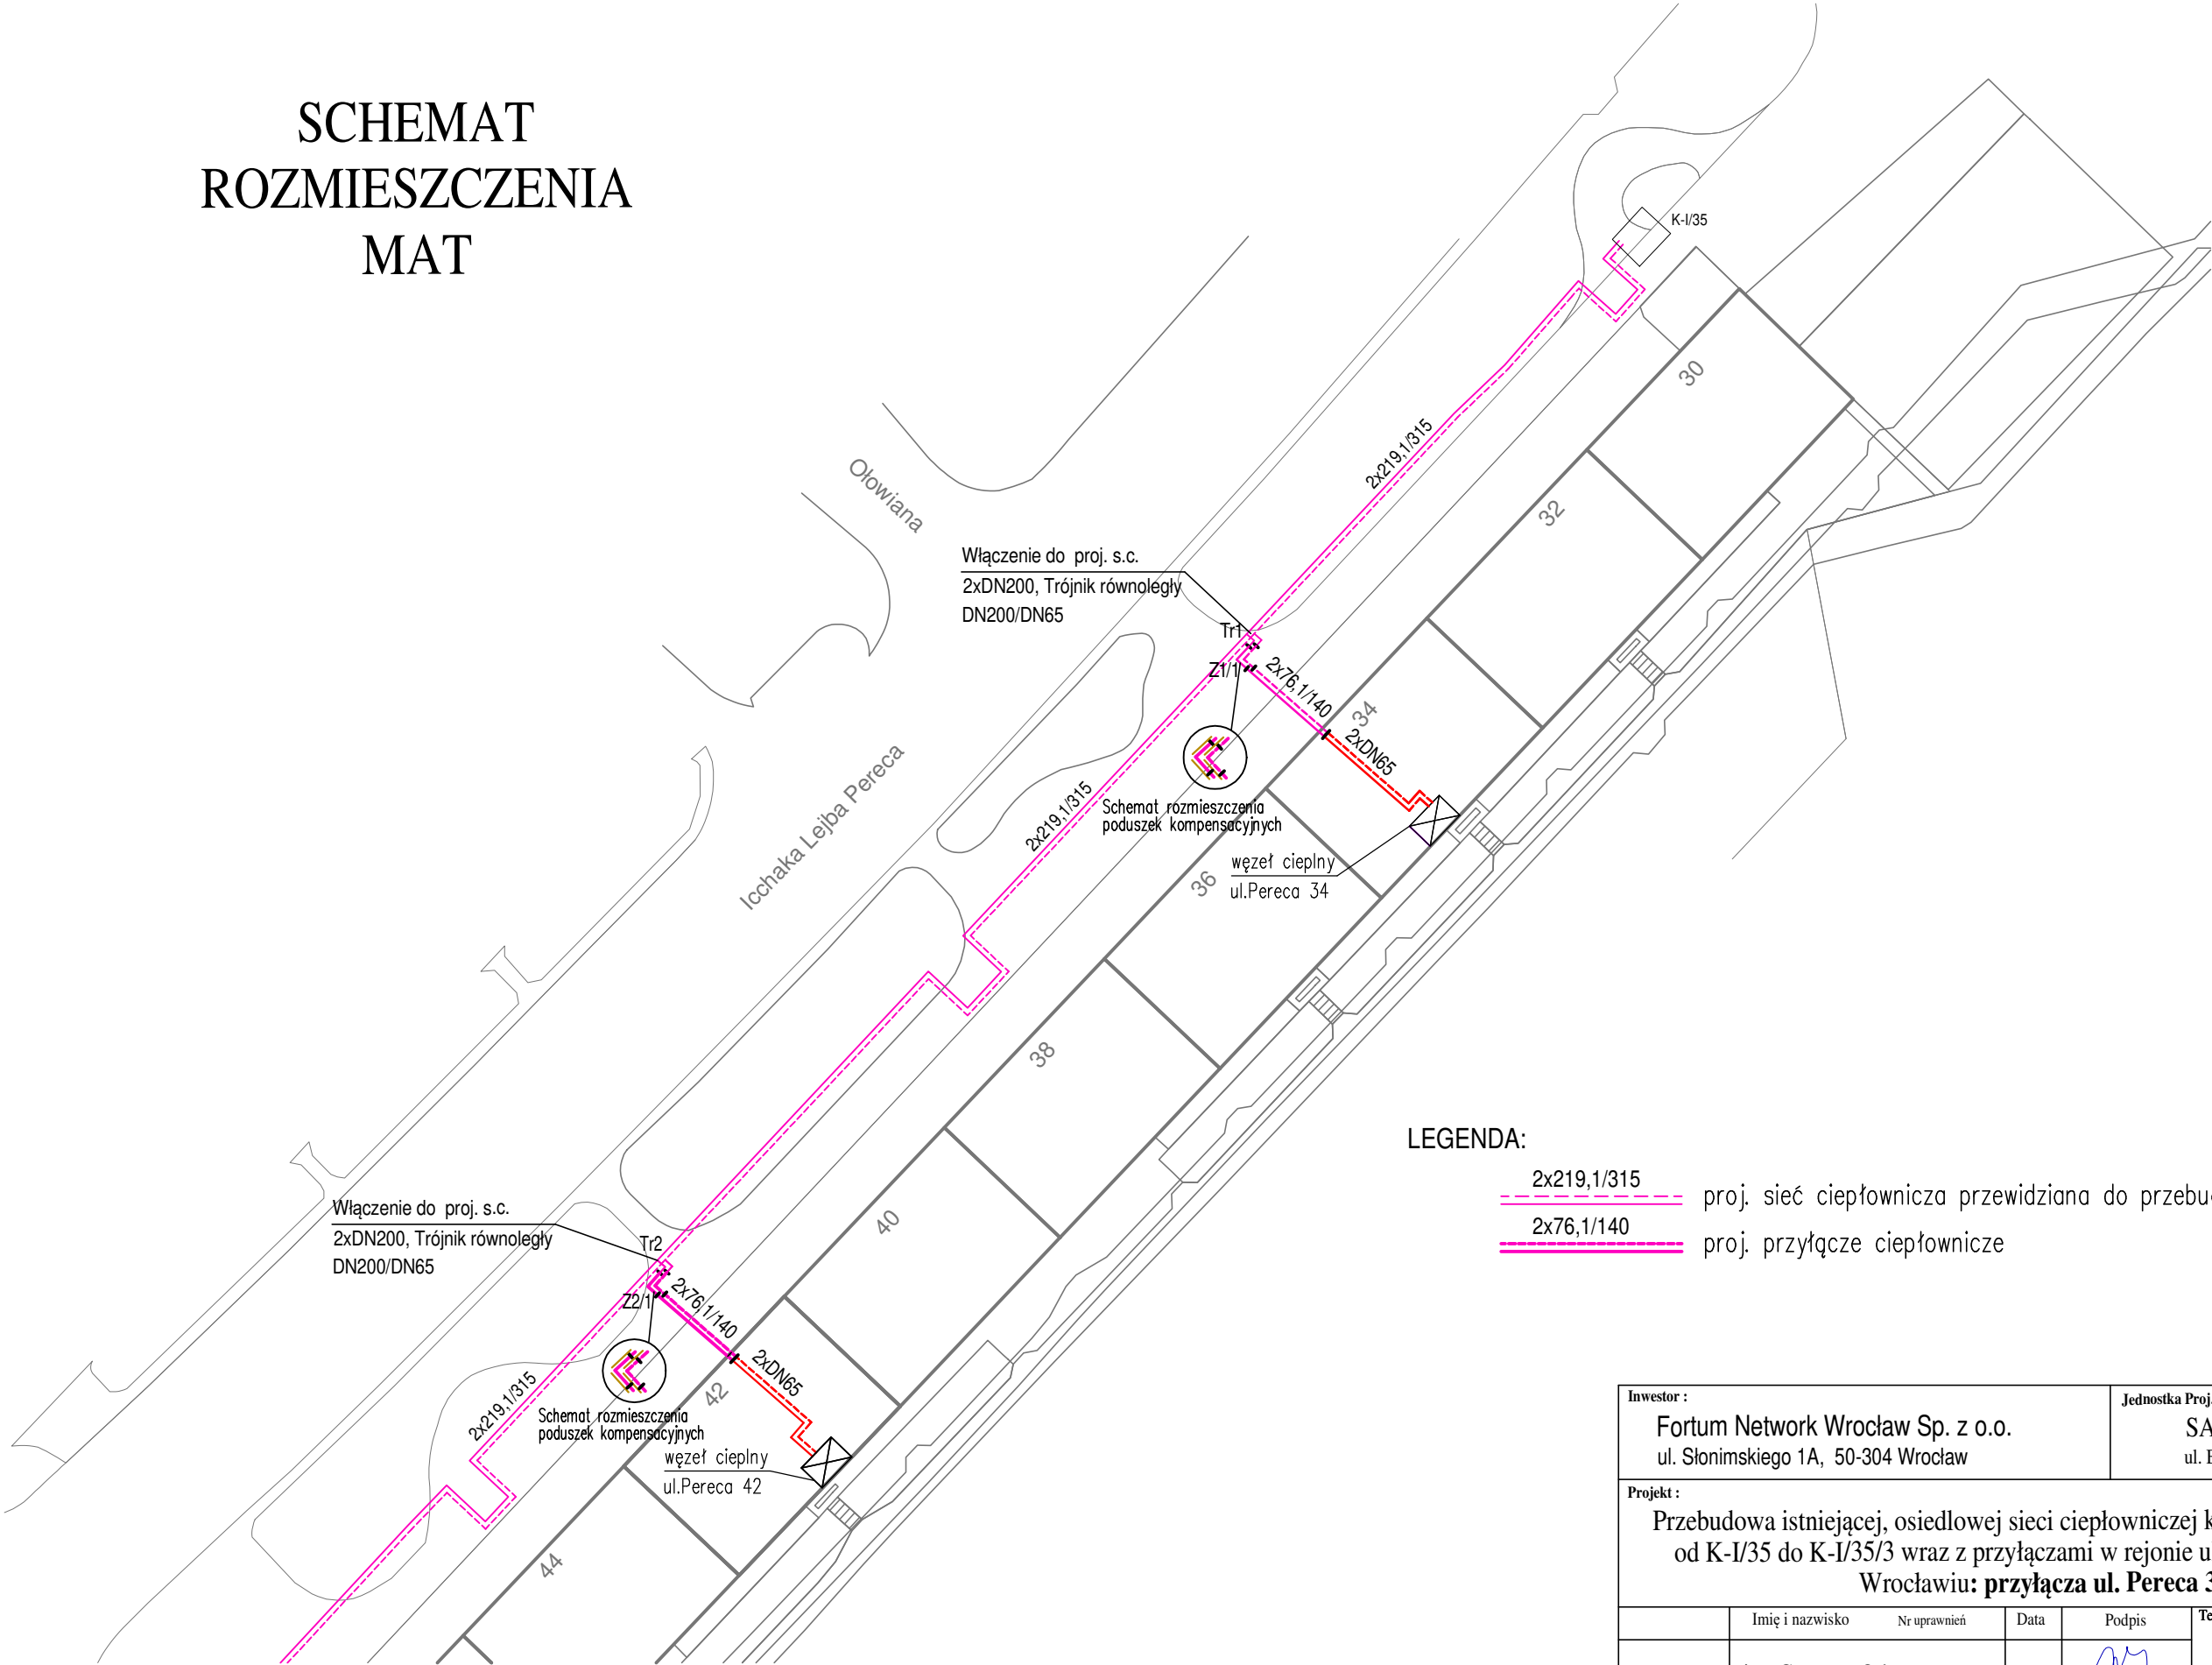 SCHEMAT
ROZMIESZCZENIA
MAT
K-I/35
30
2x219,1/315
32
Ołowiana
Włączenie do proj. s.c.
2xDN200, Trójnik równoległy
DN200/DN65
Tr1
Z1/1
2x76,1/140
34
2xDN65
Icchaka Lejba Pereca
2x219,1/315
Schemat rozmieszczenia
poduszek kompensacyjnych
węzeł cieplny
ul.Pereca 34
36
38
40
LEGENDA:
2x219,1/315
proj. sieć ciepłownicza przewidziana do
2x76,1/140
proj. przyłącze ciepłownicze
Włączenie do proj. s.c.
2xDN200, Trójnik równoległy
DN200/DN65
Tr2
Z2/1
2x76,1/140
2xDN65
42
2x219,1/315
Schemat rozmieszczenia
poduszek kompensacyjnych
węzeł cieplny
ul.Pereca 42
44
Inwestor :
Fortum Network Wrocław Sp. z o.o.
ul. Słonimskiego 1A, 50-304 Wrocław
Jednostka Proj
SA
ul.
Projekt :
Przebudowa istniejącej, osiedlowej sieci ciepłowniczej
od K-I/35 do K-I/35/3 wraz z przyłączami w rejonie
Wrocławiu: przyłącza ul. Pereca
Imię i nazwisko
Nr uprawnień
Data
Podpis